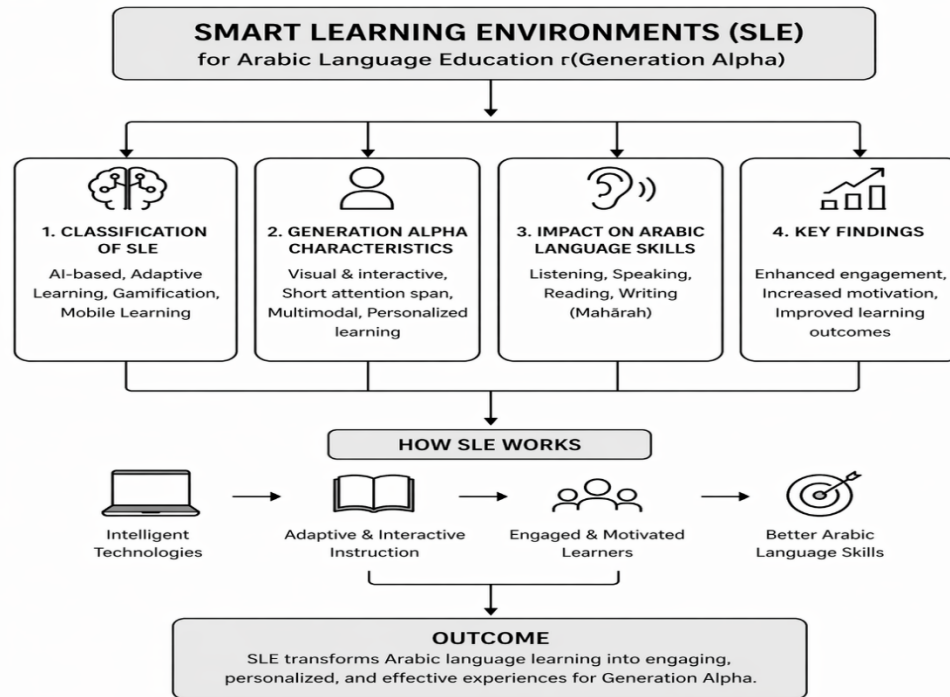 SMART LEARNING ENVIRONMENTS (SLE)
for Arabic Language Education r(Generation Alpha)
1. CLASSIFICATION
OF SLE
AI-based, Adaptive
Learning, Gamification,
Mobile Learning
2. GENERATION ALPHA
CHARACTERISTICS
Visual & interactive,
Short attention span,
Multimodal, Personalized
learning
3. IMPACT ON ARABIC
LANGUAGE SKILLS
Listening, Speaking,
Reading, Writing
(Mahārah)
4. KEY FINDINGS
Enhanced engagement,
Increased motivation,
Improved learning
outcomes
HOW SLE WORKS
Intelligent
Technologies
Adaptive & Interactive
Instruction
Engaged & Motivated
Learners
Better Arabic
Language Skills
OUTCOME
SLE transforms Arabic language learning into engaging,
personalized, and effective experiences for Generation Alpha.